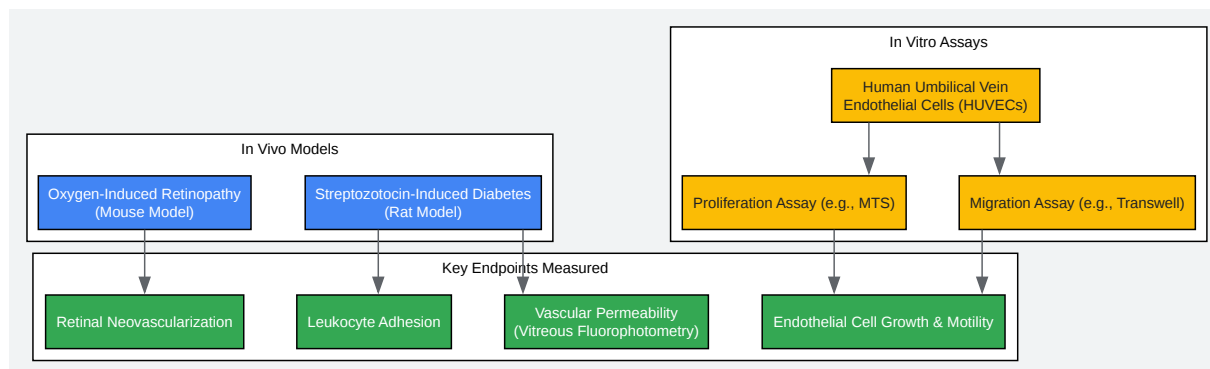 In Vitro Assays
Human Umbilical Vein
Endothelial Cells (HUVECs)
In Vivo Models
Oxygen-Induced Retinopathy
(Mouse Model)
Streptozotocin-Induced Diabetes
(Rat Model)
Proliferation Assay (e.g., MTS)
Migration Assay (e.g., Transwell)
Key Endpoints Measured
Retinal Neovascularization
Leukocyte Adhesion
Vascular Permeability
(Vitreous Fluorophotometry)
Endothelial Cell Growth & Motility